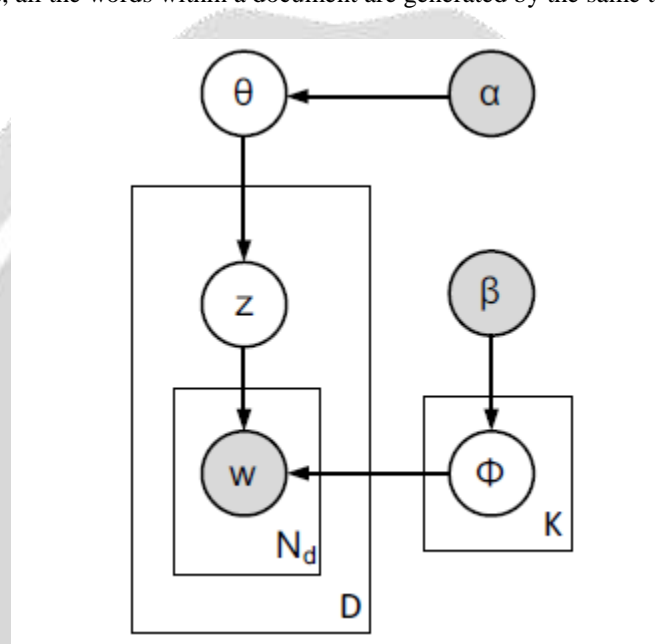 , all the words within a document are generated by the same t
θ
α
z
β
w
Φ
N_d
K
D